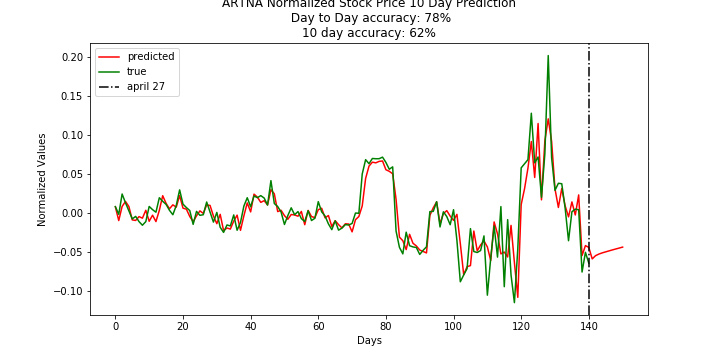 ARTNA Normalized Stock Price 10 Day Prediction
Day to Day accuracy: 78%
10 day accuracy: 62%
predicted
true
april 27
0.20
0.15
0.10
0.05
0.00
−0.05
−0.10
Normalized Values
0 20 40 60 80 100 120 140
Days